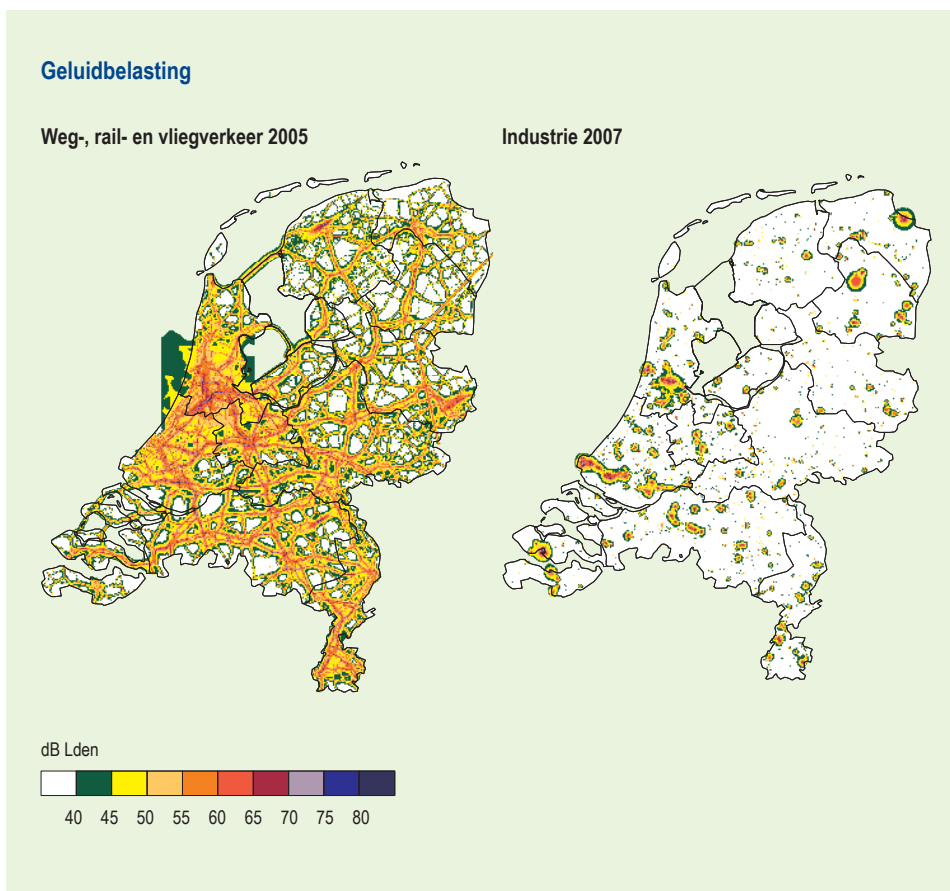 Geluidbelasting
Weg-, rail- en vliegverkeer 2005
Industrie 2007
dB Lden
40 45 50 55 60 65 70 75 80